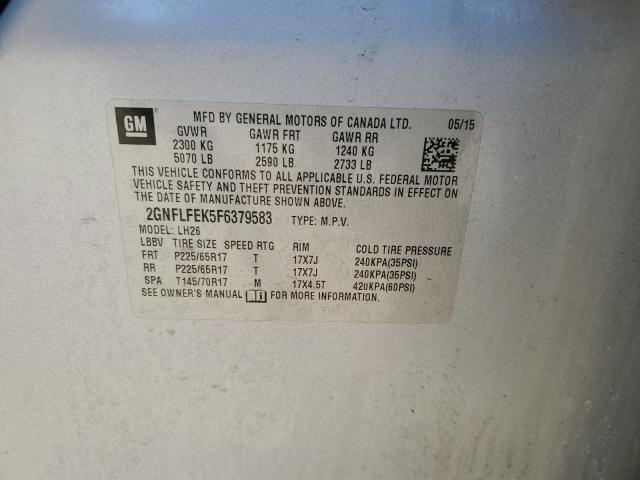 GM
MFD BY GENERAL MOTORS OF CANADA LTD. 05/15
GVWR GAWR FRT GAWR RR
2300 KG 1175 KG 1240 KG
5070 LB 2590 LB 2733 LB
THIS VEHICLE CONFORMS TO ALL APPLICABLE U.S. FEDERAL MOTOR
VEHICLE SAFETY AND THEFT PREVENTION STANDARDS IN EFFECT ON
THE DATE OF MANUFACTURE SHOWN ABOVE.
2GNFLFEK5F6379583 TYPE: M.P.V.
MODEL: LH26
LBBV TIRE SIZE SPEED RTG RIM COLD TIRE PRESSURE
FRT P225/65R17 T 17X7J 240KPA(35PSI)
RR P225/65R17 T 17X7J 240KPA(35PSI)
SPA T145/70R17 M 17X4.5T 420KPA(60PSI)
SEE OWNER'S MANUAL FOR MORE INFORMATION.